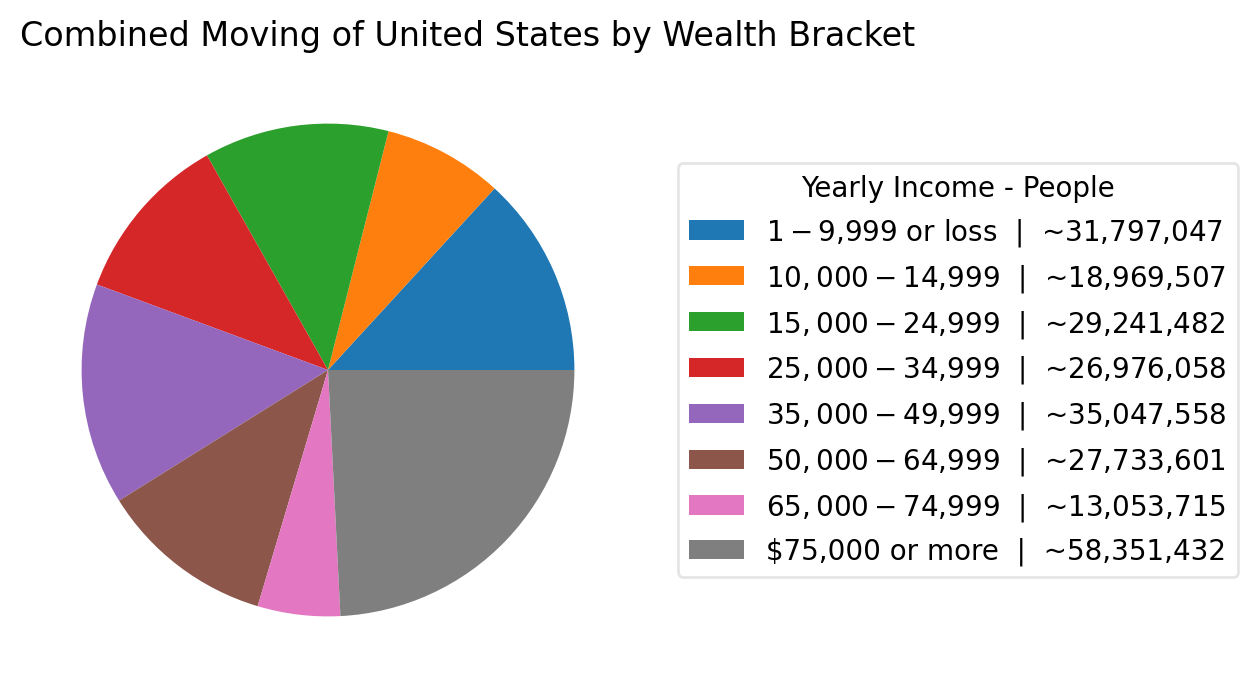 Combined Moving of United States by Wealth Bracket
Yearly Income - People
1 − 9,999 or loss | ~31,797,047
10, 000 − 14,999 | ~18,969,507
15, 000 − 24,999 | ~29,241,482
25, 000 − 34,999 | ~26,976,058
35, 000 − 49,999 | ~35,047,558
50, 000 − 64,999 | ~27,733,601
65, 000 − 74,999 | ~13,053,715
$75,000 or more | ~58,351,432